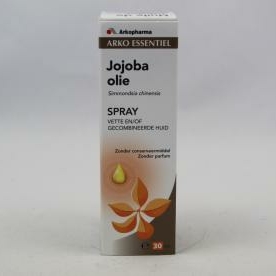 Arkopharma
ARKO ESSENTIEL
Jojoba
olie
Simmondsia chinensis
SPRAY
VETTE EN/OF
GECOMBINEERDE HUID
Zonder conserveermiddel
Zonder parfum
30